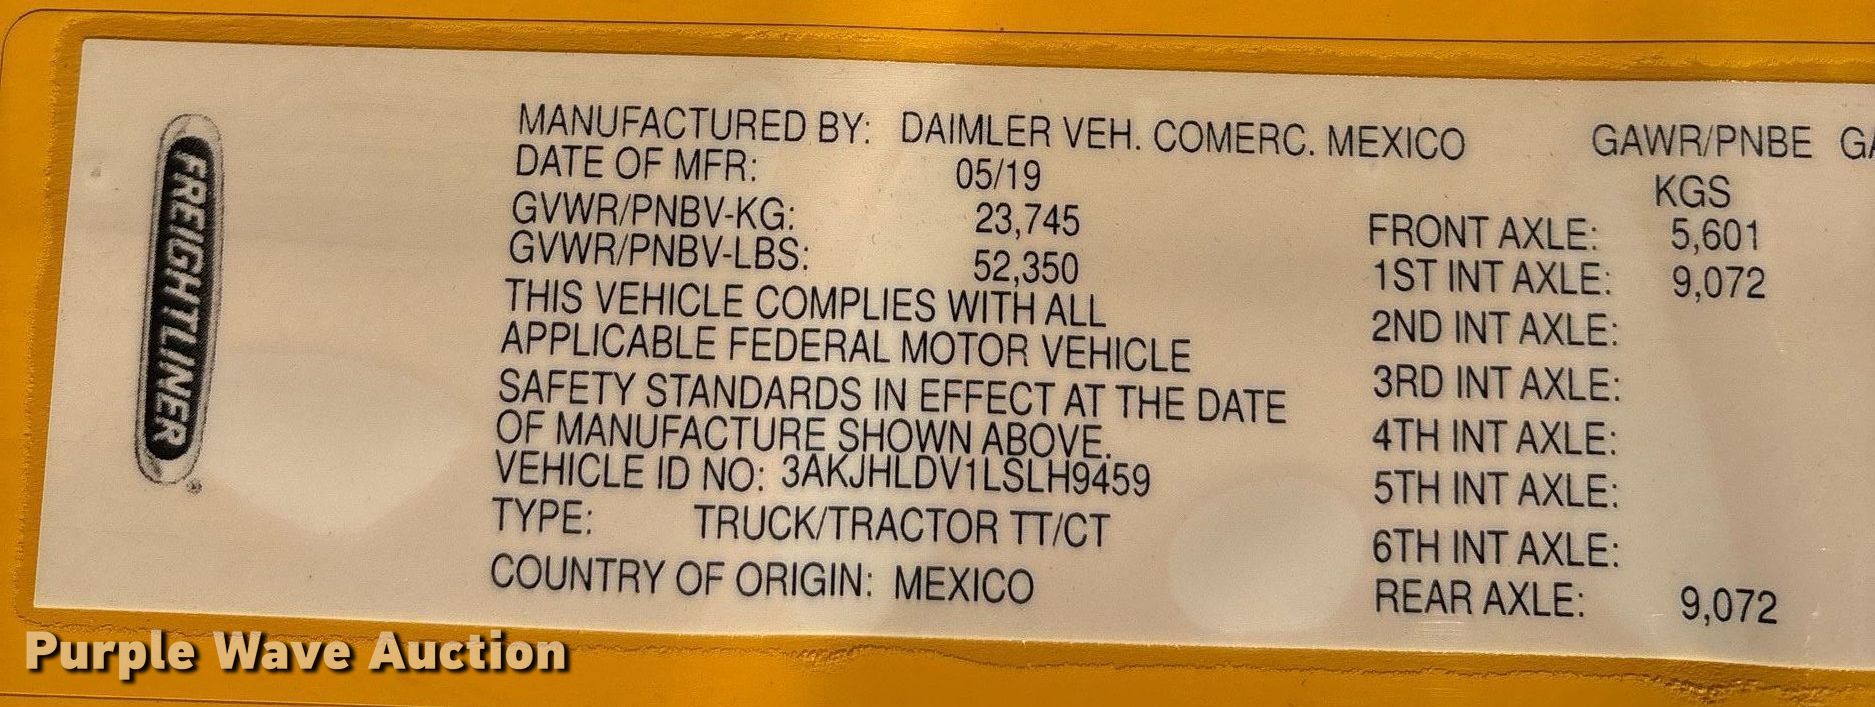 FREIGHTLINER
MANUFACTURED BY: DAIMLER VEH. COMERC. MEXICO
DATE OF MFR: 05/19
GVWR/PNBV-KG: 23,745
GVWR/PNBV-LBS: 52,350
THIS VEHICLE COMPLIES WITH ALL
APPLICABLE FEDERAL MOTOR VEHICLE
SAFETY STANDARDS IN EFFECT AT THE DATE
OF MANUFACTURE SHOWN ABOVE.
VEHICLE ID NO: 3AKJHLDV1LSLH9459
TYPE: TRUCK/TRACTOR TT/CT
COUNTRY OF ORIGIN: MEXICO
GAWR/PNBE
KGS
FRONT AXLE: 5,601
1ST INT AXLE: 9,072
2ND INT AXLE:
3RD INT AXLE:
4TH INT AXLE:
5TH INT AXLE:
6TH INT AXLE:
REAR AXLE: 9,072
Purple Wave Auction